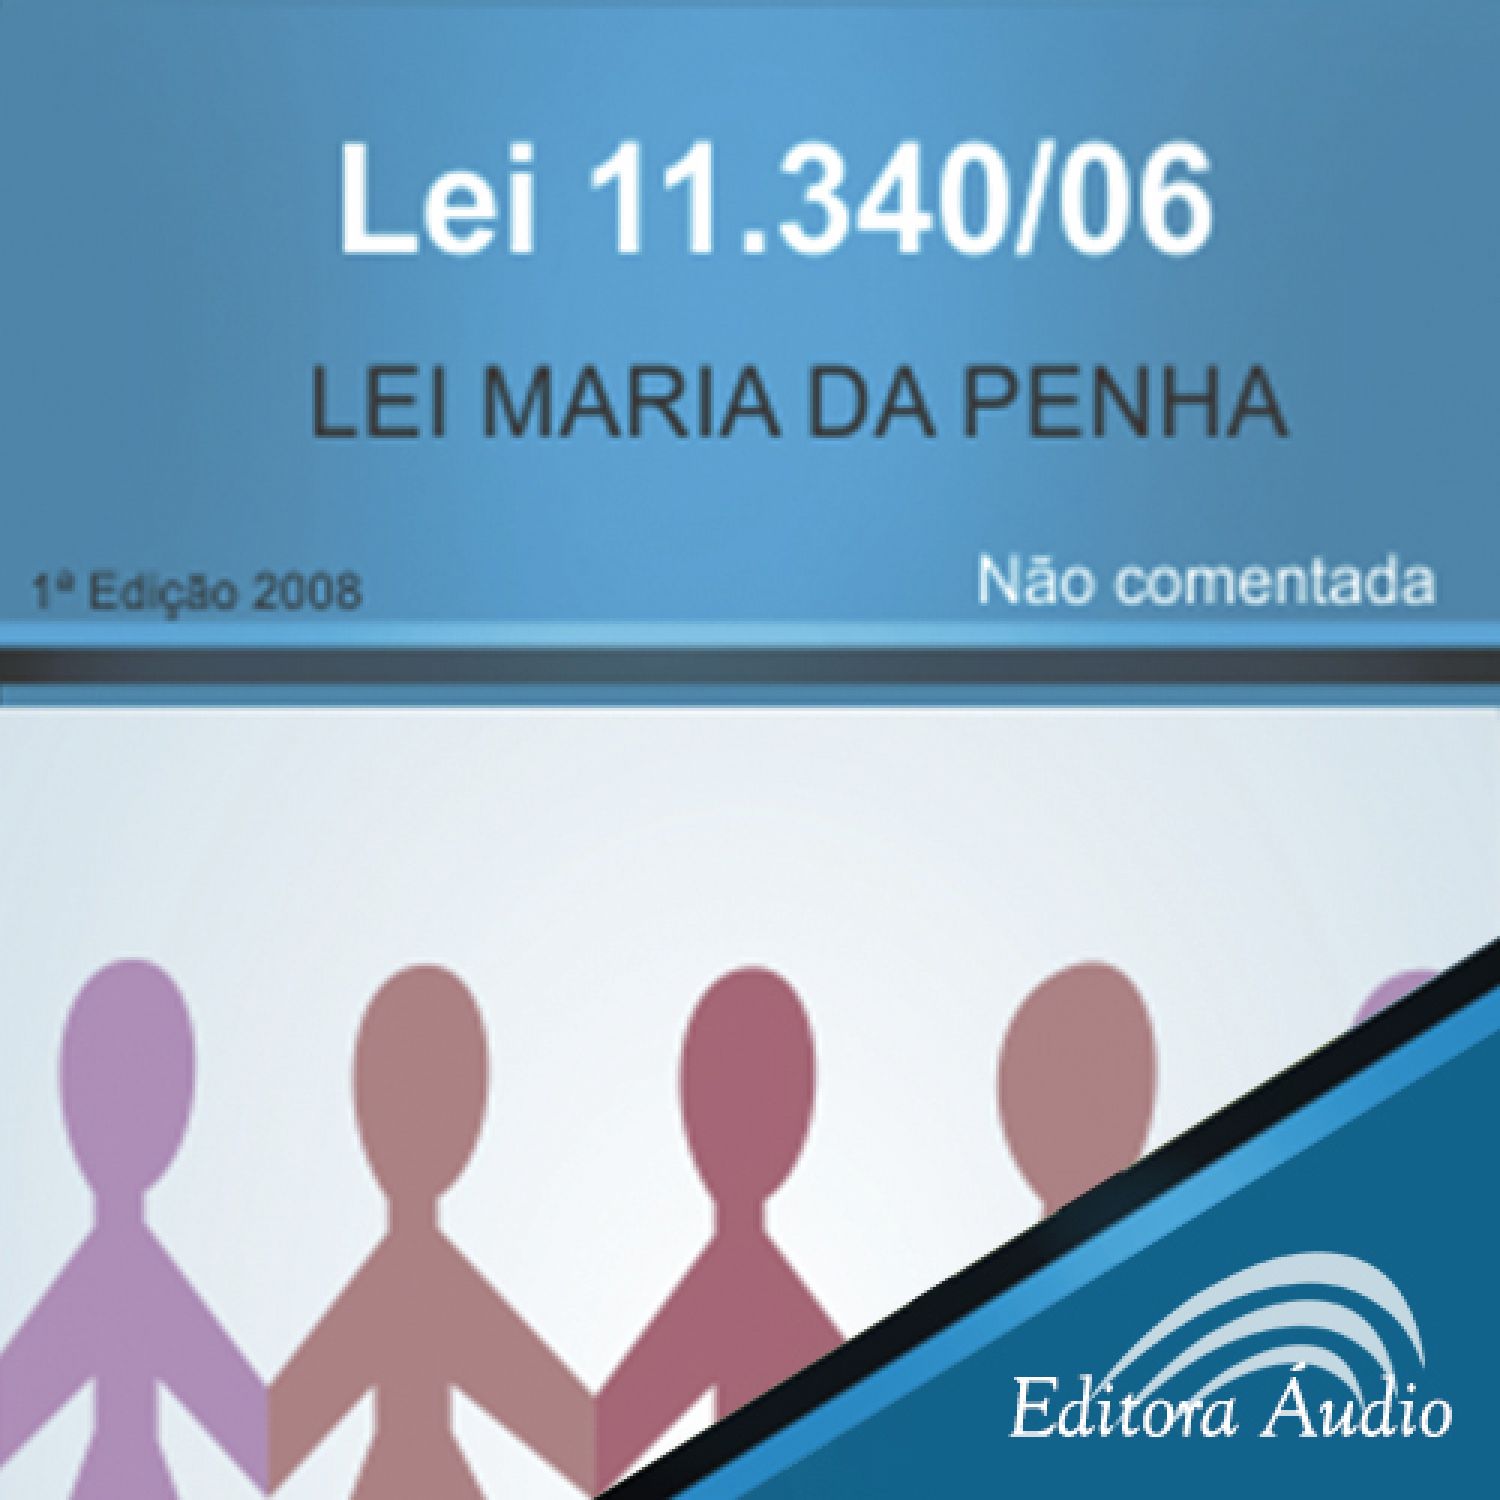 Lei 11.340/06
LEI MARIA DA PENHA
1ª Edição 2008
Não comentada
Editora Áudio